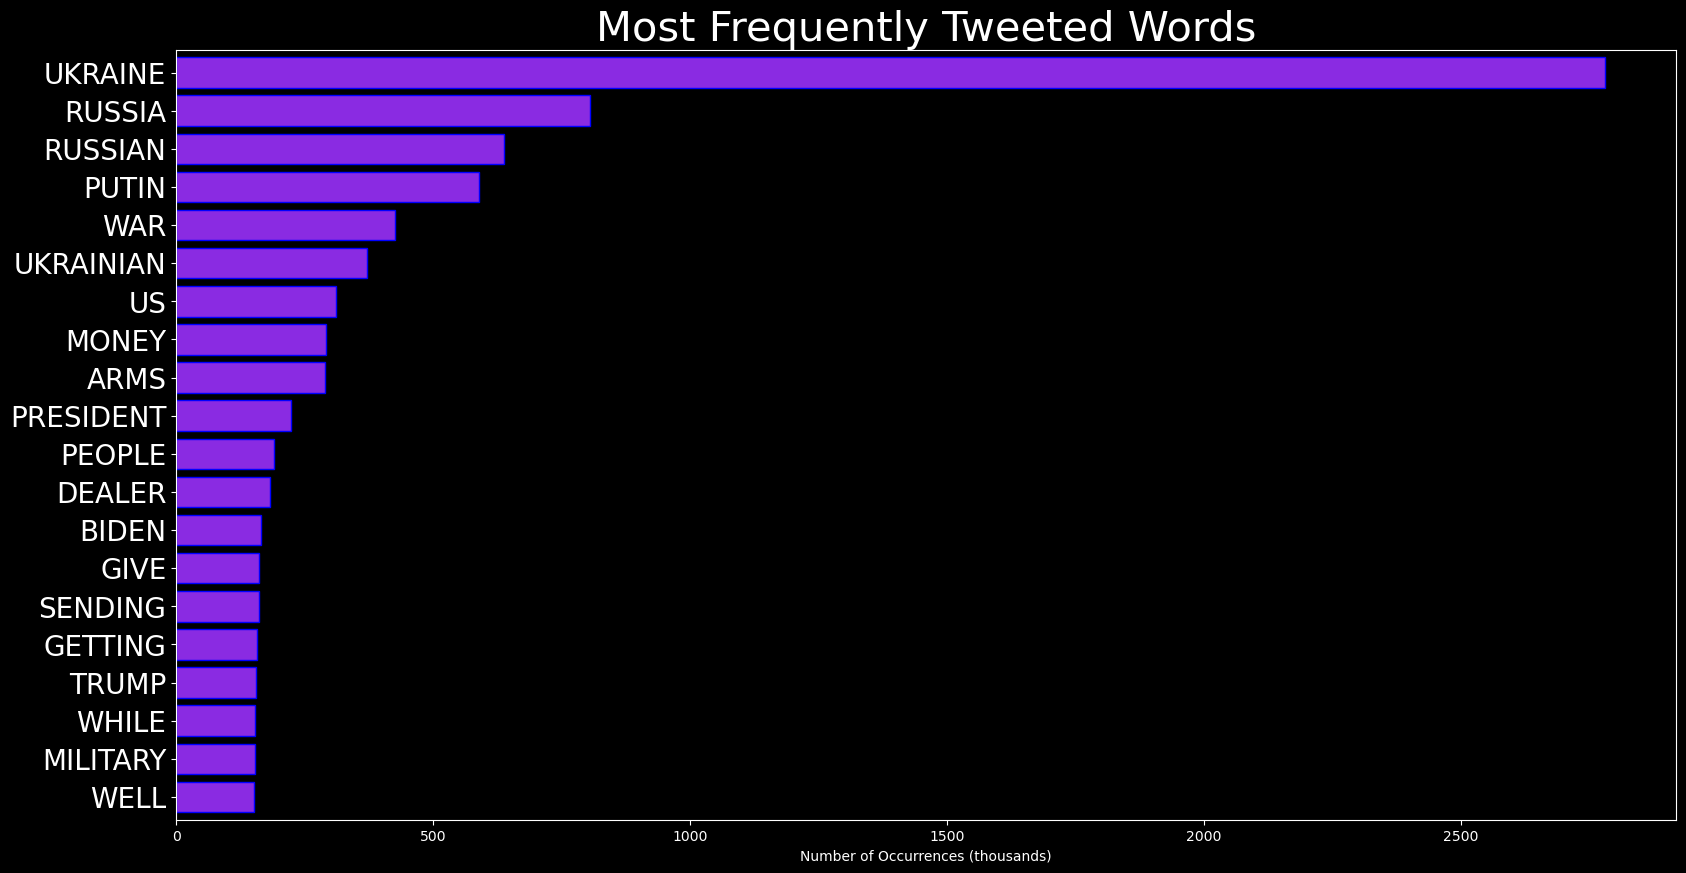 Most Frequently Tweeted Words
UKRAINE
RUSSIA
RUSSIAN
PUTIN
WAR
UKRAINIAN
US
MONEY
ARMS
PRESIDENT
PEOPLE
DEALER
BIDEN
GIVE
SENDING
GETTING
TRUMP
WHILE
MILITARY
WELL
0 500 1000 1500 2000 2500
Number of Occurrences (thousands)